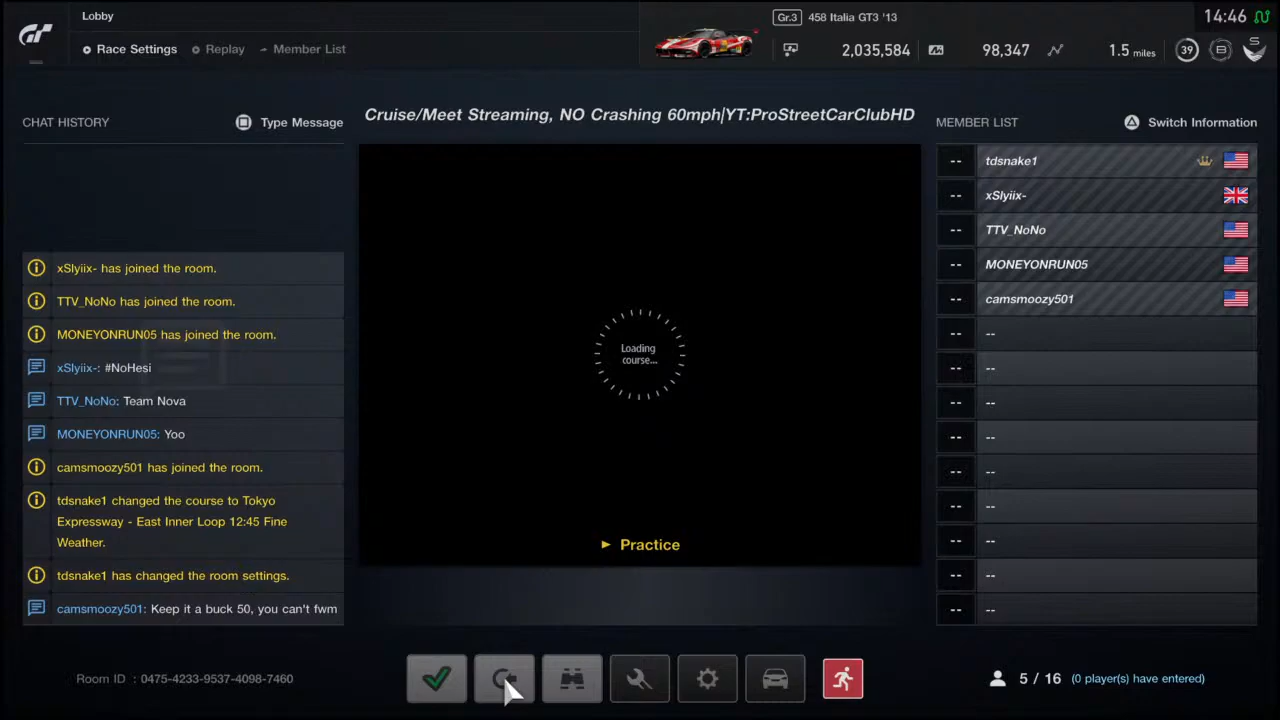 Lobby
Race Settings
Replay
Member List
Gr.3
458 Italia GT3 '13
2,035,584
98,347
1.5 miles
39
B
S
14:46
CHAT HISTORY
Type Message
xSlyiix- has joined the room.
TTV_NoNo has joined the room.
MONEYONRUN05 has joined the room.
xSlyiix-: #NoHesi
TTV_NoNo: Team Nova
MONEYONRUN05: Yoo
camsmoozy501 has joined the room.
tdsnake1 changed the course to Tokyo
Expressway - East Inner Loop 12:45 Fine
Weather.
tdsnake1 has changed the room settings.
camsmoozy501: Keep it a buck 50, you can't fwm
Cruise/Meet Streaming, NO Crashing 60mph|YT:ProStreetCarClubHD
Loading
course...
Practice
MEMBER LIST
Switch Information
-- tdsnake1
-- xSlyiix-
-- TTV_NoNo
-- MONEYONRUN05
-- camsmoozy501
-- --
-- --
-- --
-- --
-- --
-- --
-- --
-- --
-- --
Room ID : 0475-4233-9537-4098-7460
5 / 16 (0 player(s) have entered)